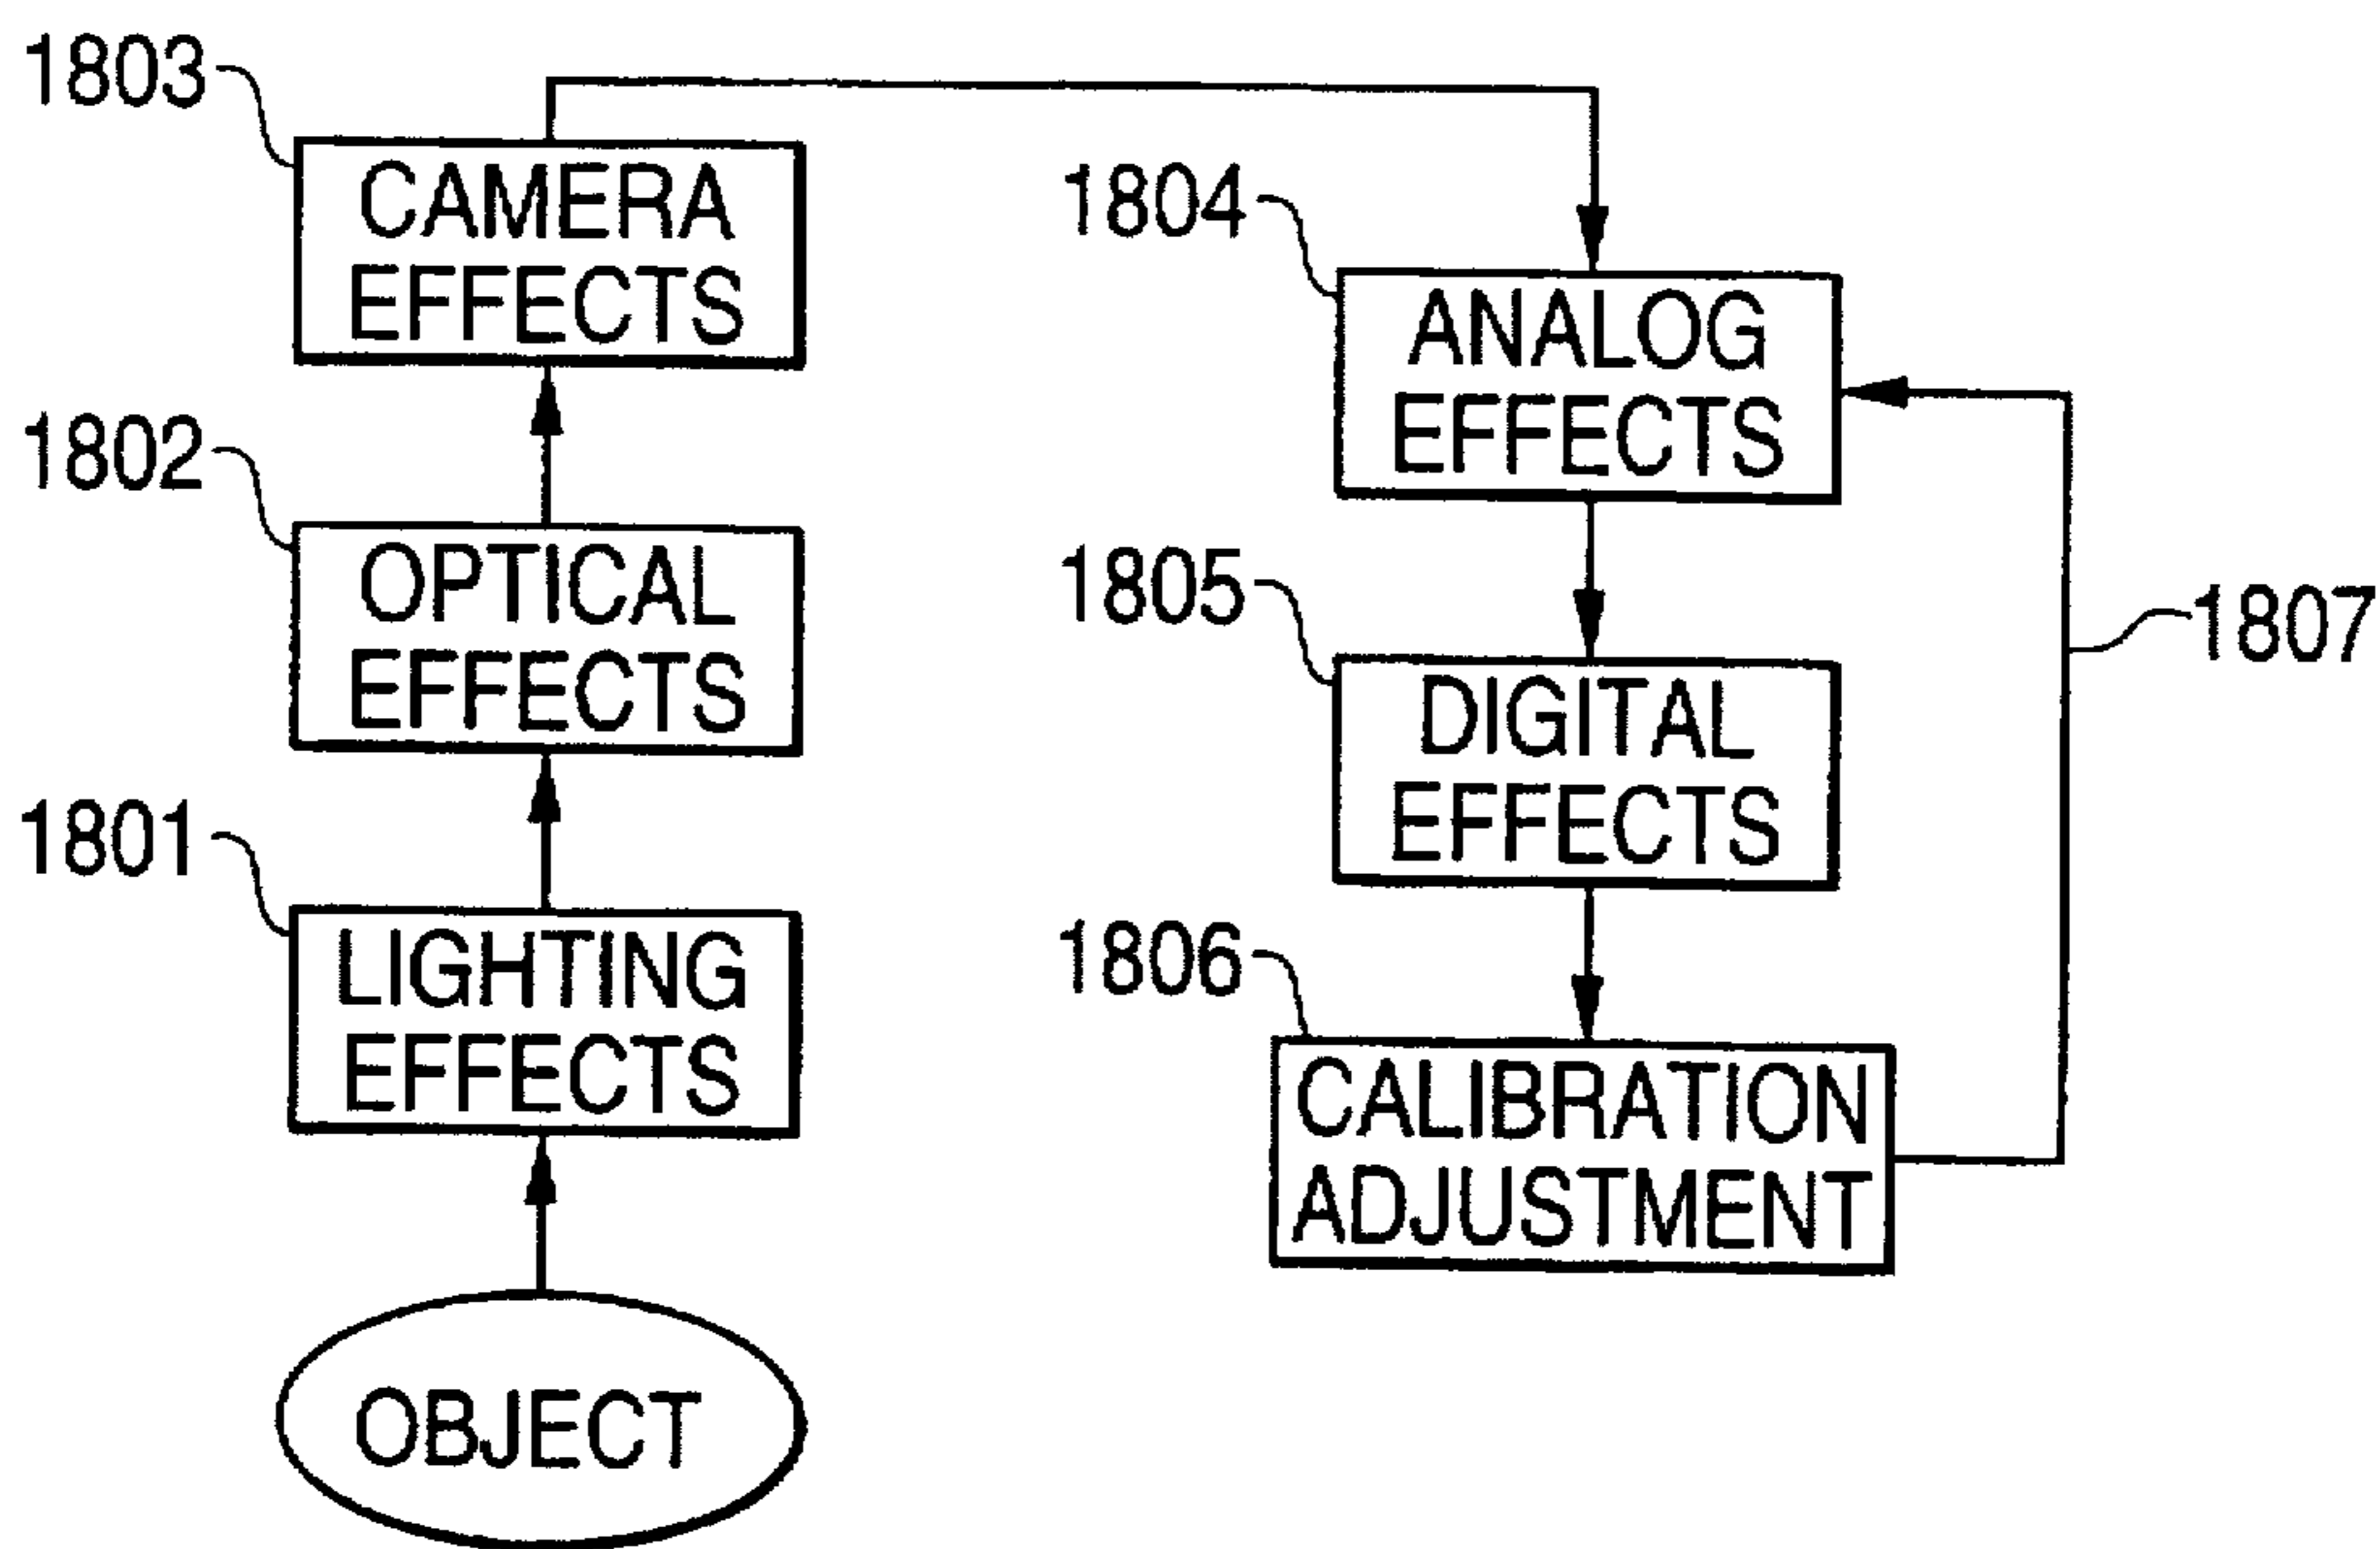 1803
CAMERA
EFFECTS
1802
OPTICAL
EFFECTS
1801
LIGHTING
EFFECTS
OBJECT
1804
ANALOG
EFFECTS
1805
DIGITAL
EFFECTS
1806
CALIBRATION
ADJUSTMENT
1807